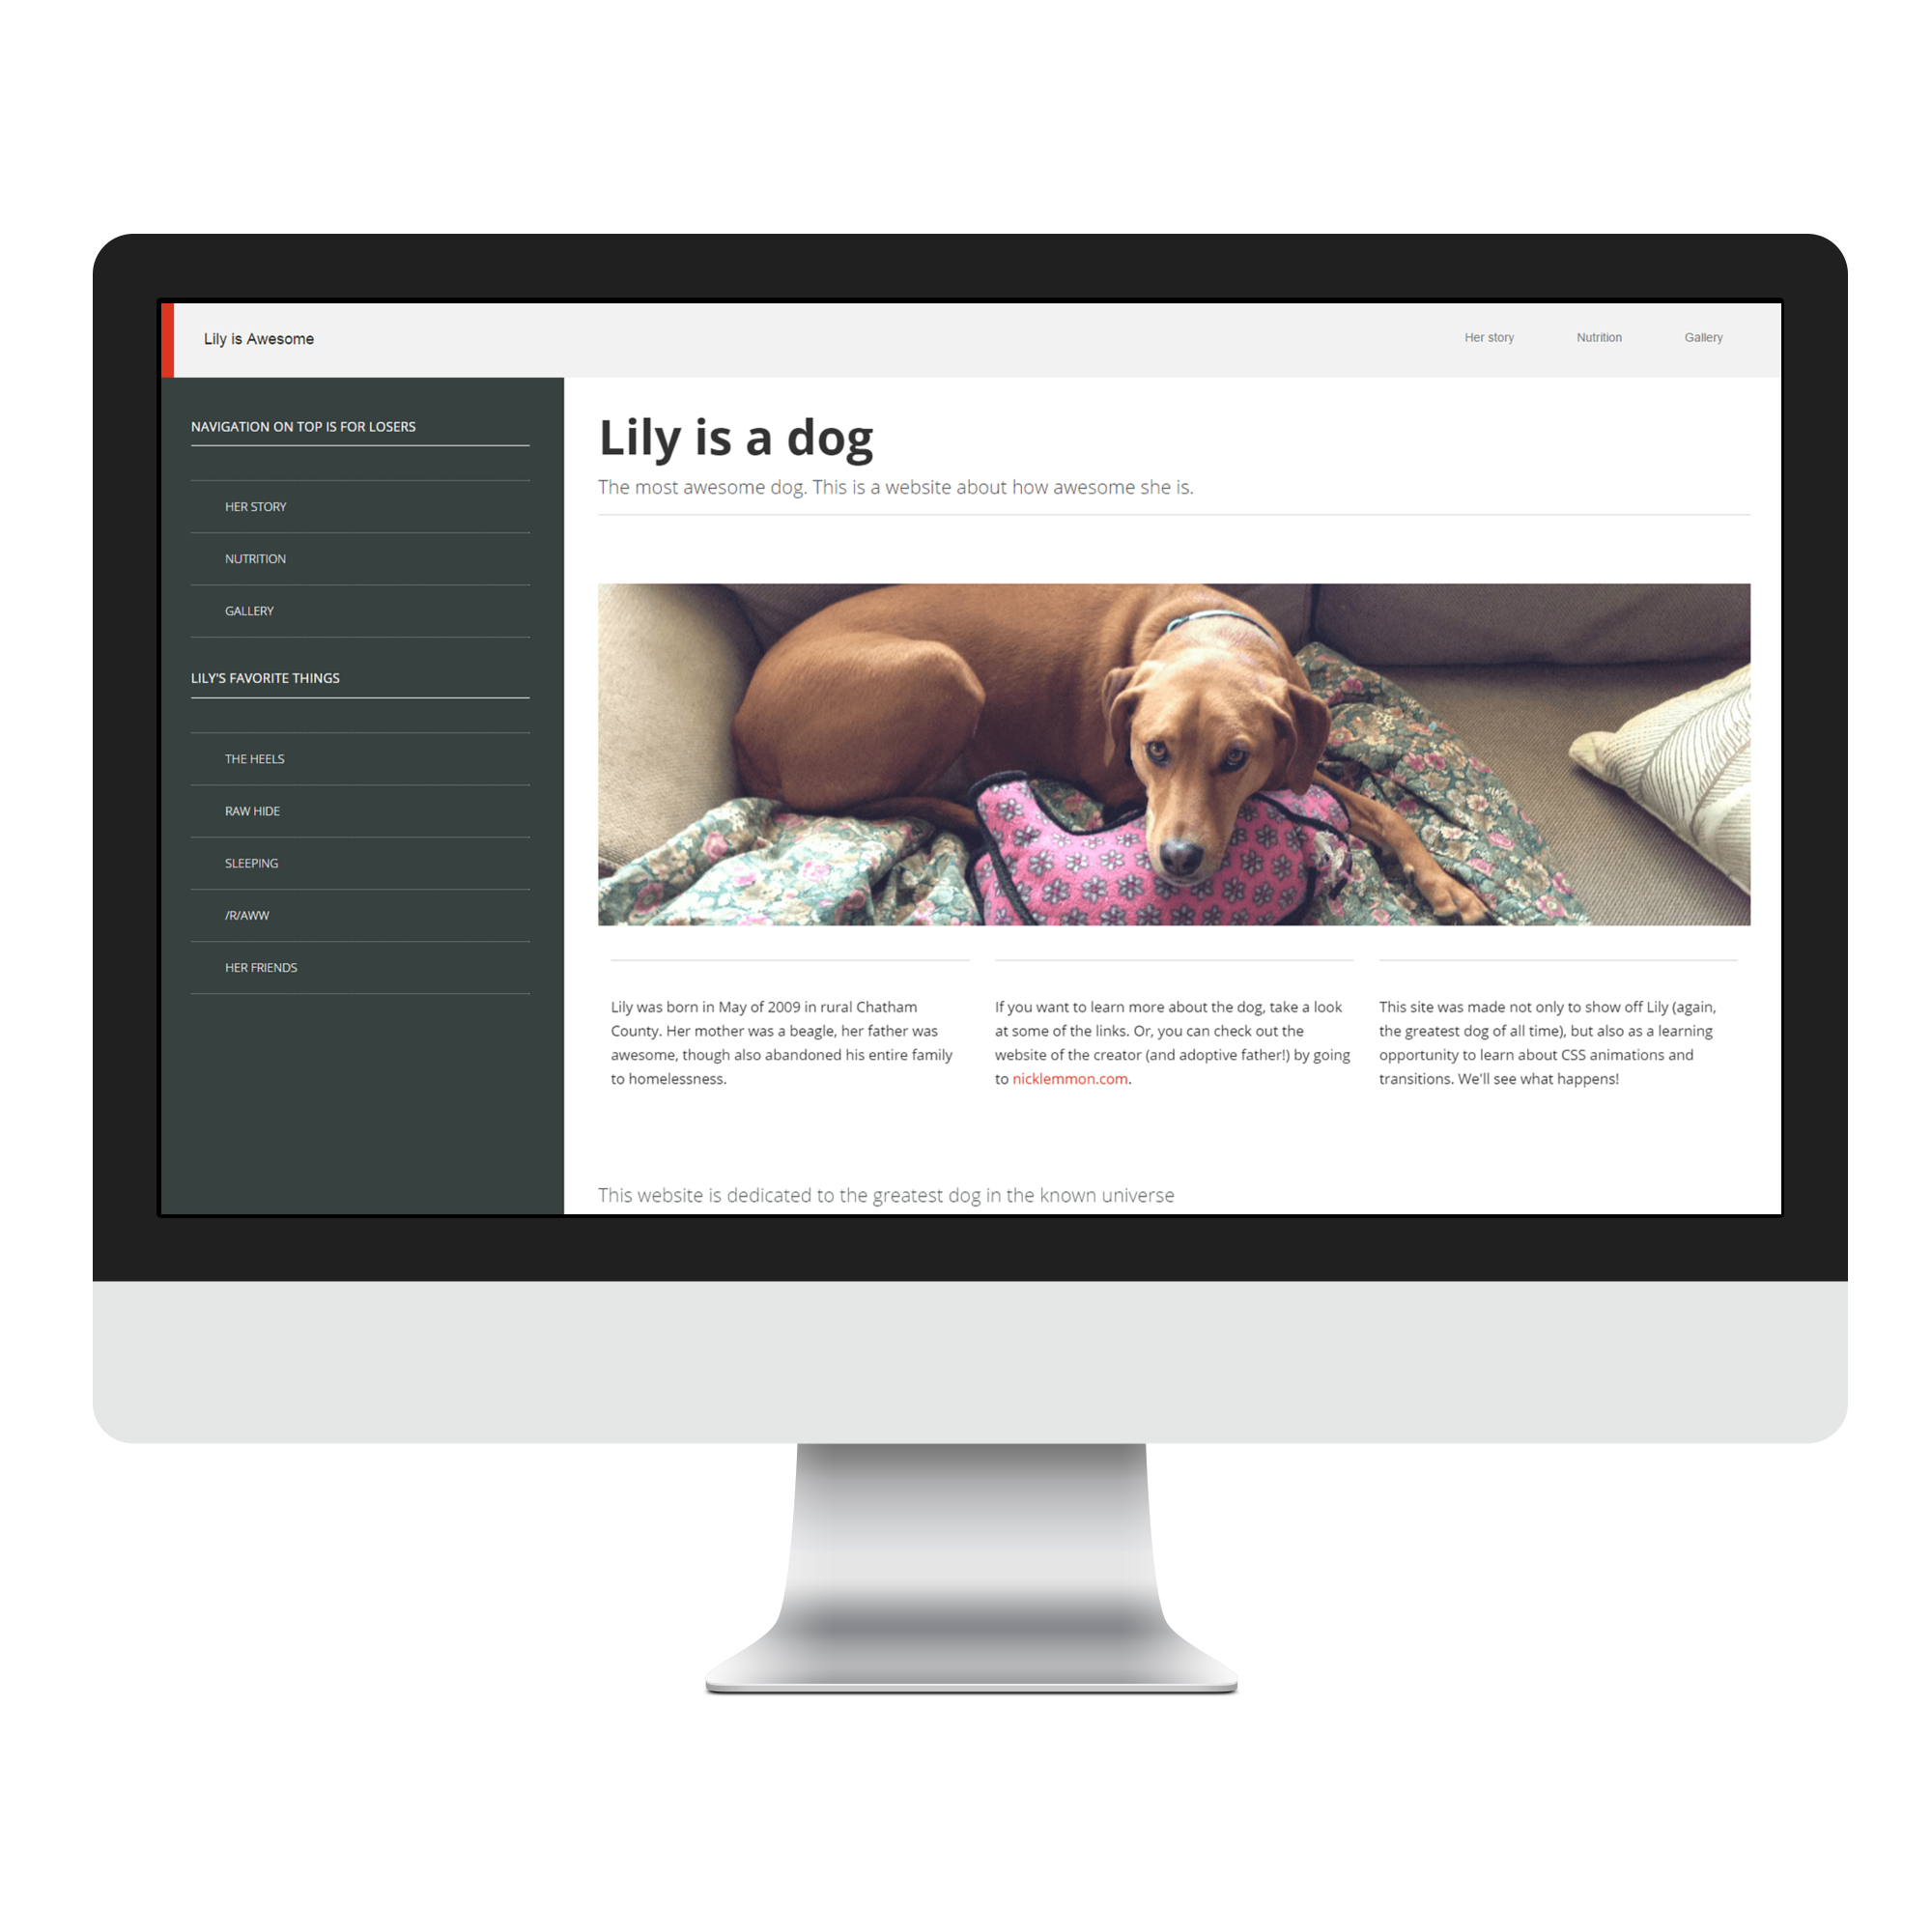 Lily is Awesome
Her story
Nutrition
Gallery
NAVIGATION ON TOP IS FOR LOSERS
HER STORY
NUTRITION
GALLERY
LILY'S FAVORITE THINGS
THE HEELS
RAW HIDE
SLEEPING
/R/AWW
HER FRIENDS
Lily is a dog
The most awesome dog. This is a website about how awesome she is.
Lily was born in May of 2009 in rural Chatham
County. Her mother was a beagle, her father was
awesome, though also abandoned his entire family
to homelessness.
If you want to learn more about the dog, take a look
at some of the links. Or, you can check out the
website of the creator (and adoptive father!) by going
to nicklemmon.com.
This site was made not only to show off Lily (again,
the greatest dog of all time), but also as a learning
opportunity to learn about CSS animations and
transitions. We'll see what happens!
This website is dedicated to the greatest dog in the known universe